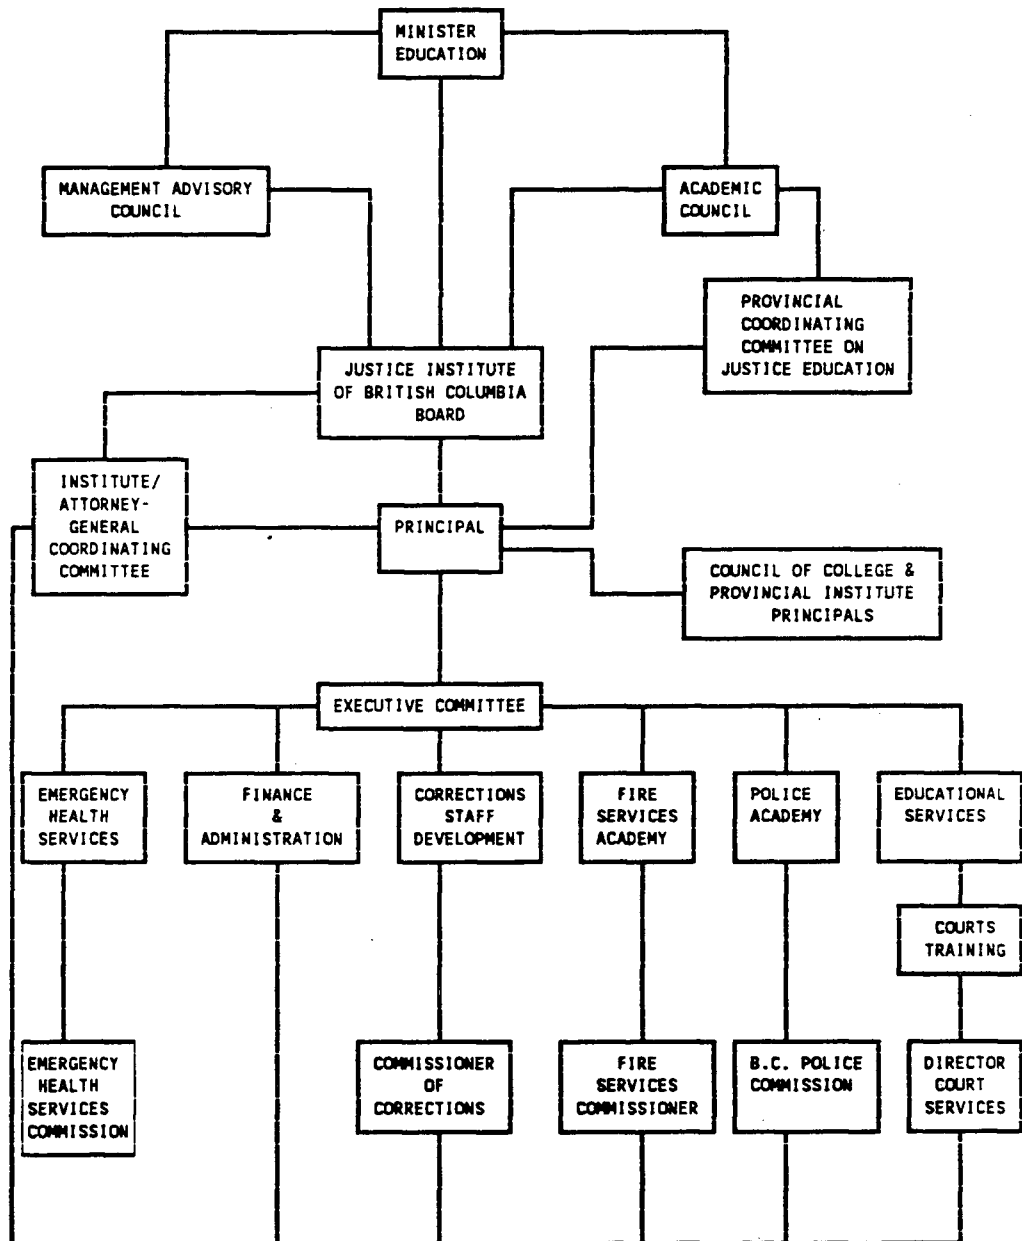 MINISTER
EDUCATION
MANAGEMENT ADVISORY
COUNCIL
ACADEMIC
COUNCIL
PROVINCIAL
COORDINATING
COMMITTEE ON
JUSTICE EDUCATION
JUSTICE INSTITUTE
OF BRITISH COLUMBIA
BOARD
INSTITUTE/
ATTORNEY-
GENERAL
COORDINATING
COMMITTEE
PRINCIPAL
COUNCIL OF COLLEGE &
PROVINCIAL INSTITUTE
PRINCIPALS
EXECUTIVE COMMITTEE
EMERGENCY
HEALTH
SERVICES
FINANCE
&
ADMINISTRATION
CORRECTIONS
STAFF
DEVELOPMENT
FIRE
SERVICES
ACADEMY
POLICE
ACADEMY
EDUCATIONAL
SERVICES
COURTS
TRAINING
EMERGENCY
HEALTH
SERVICES
COMMISSION
COMMISSIONER
OF
CORRECTIONS
FIRE
SERVICES
COMMISSIONER
B.C. POLICE
COMMISSION
DIRECTOR
COURT
SERVICES